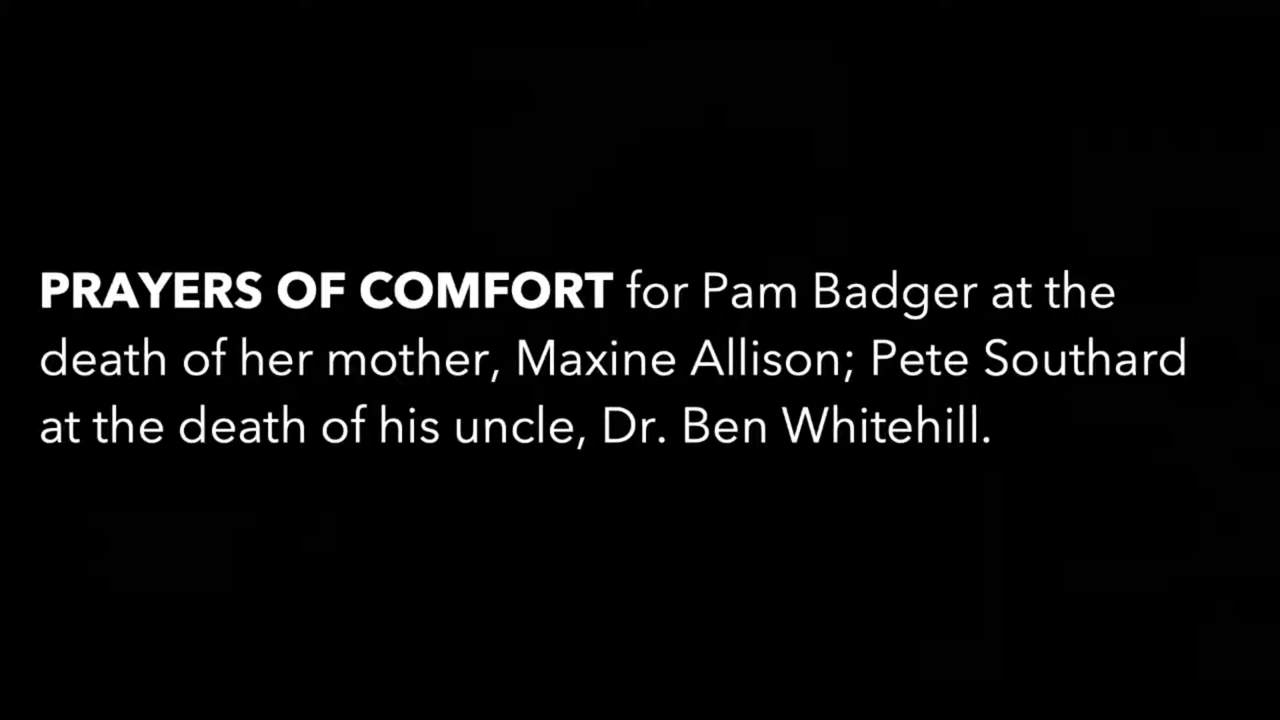 PRAYERS OF COMFORT for Pam Badger at the
death of her mother, Maxine Allison; Pete Southard
at the death of his uncle, Dr. Ben Whitehill.